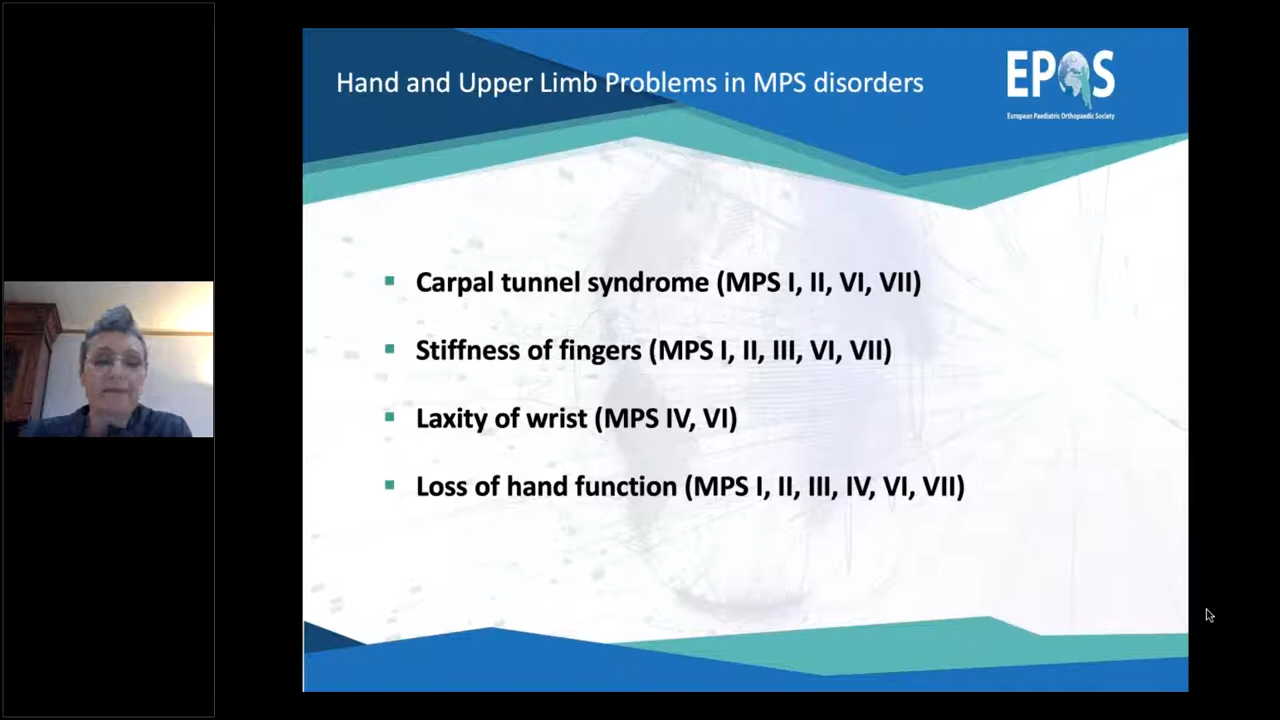 Hand and Upper Limb Problems in MPS disorders
EPOS
European Paediatric Orthopaedic Society
Carpal tunnel syndrome (MPS I, II, VI, VII)
Stiffness of fingers (MPS I, II, III, VI, VII)
Laxity of wrist (MPS IV, VI)
Loss of hand function (MPS I, II, III, IV, VI, VII)